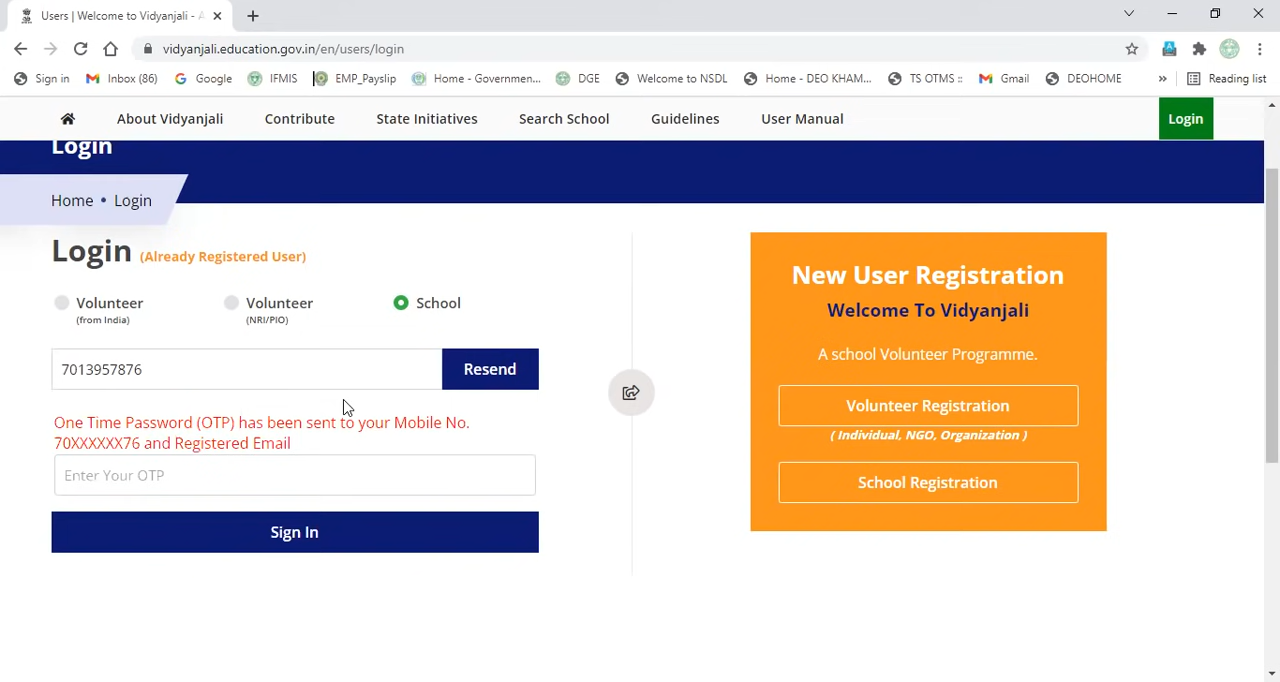 Users | Welcome to Vidyanjali - A
vidyanjali.education.gov.in/en/users/login
Sign in Inbox (86) Google IFMIS EMP_Payslip Home - Governmen... DGE Welcome to NSDL Home - DEO KHAM... TS OTMS :: Gmail DEOHOME » Reading list
About Vidyanjali Contribute State Initiatives Search School Guidelines User Manual Login
Login
Home • Login
Login (Already Registered User)
Volunteer Volunteer School
(from India) (NRI/PIO)
7013957876 Resend
One Time Password (OTP) has been sent to your Mobile No.
70XXXXXX76 and Registered Email
Enter Your OTP
Sign In
New User Registration
Welcome To Vidyanjali
A school Volunteer Programme.
Volunteer Registration
( Individual, NGO, Organization )
School Registration